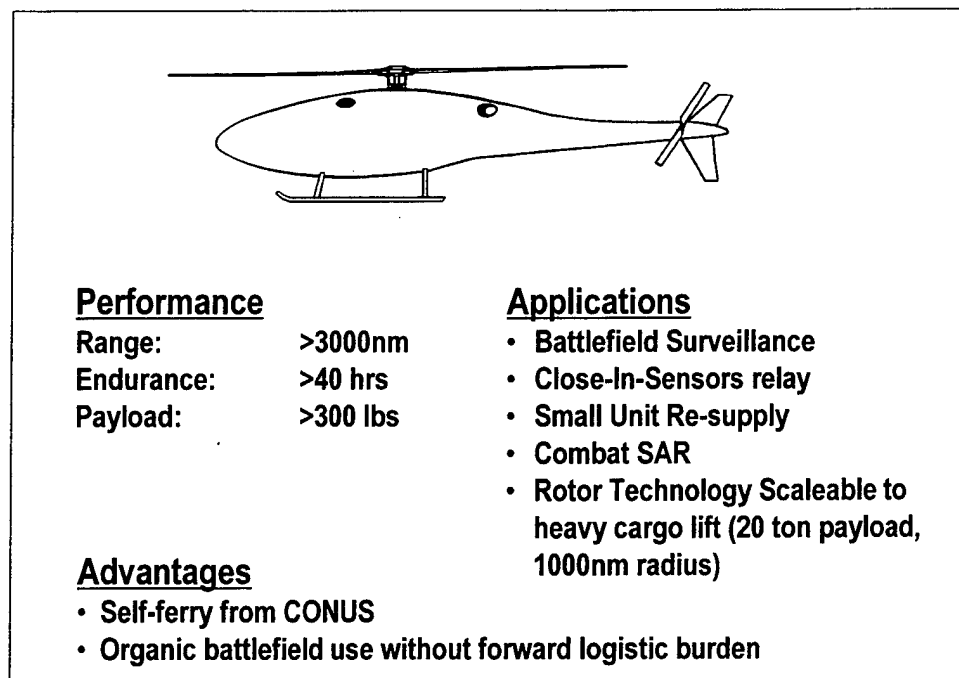 Performance
Range: >3000nm
Endurance: >40 hrs
Payload: >300 lbs
Applications
• Battlefield Surveillance
• Close-In-Sensors relay
• Small Unit Re-supply
• Combat SAR
• Rotor Technology Scaleable to
heavy cargo lift (20 ton payload,
1000nm radius)
Advantages
• Self-ferry from CONUS
• Organic battlefield use without forward logistic burden